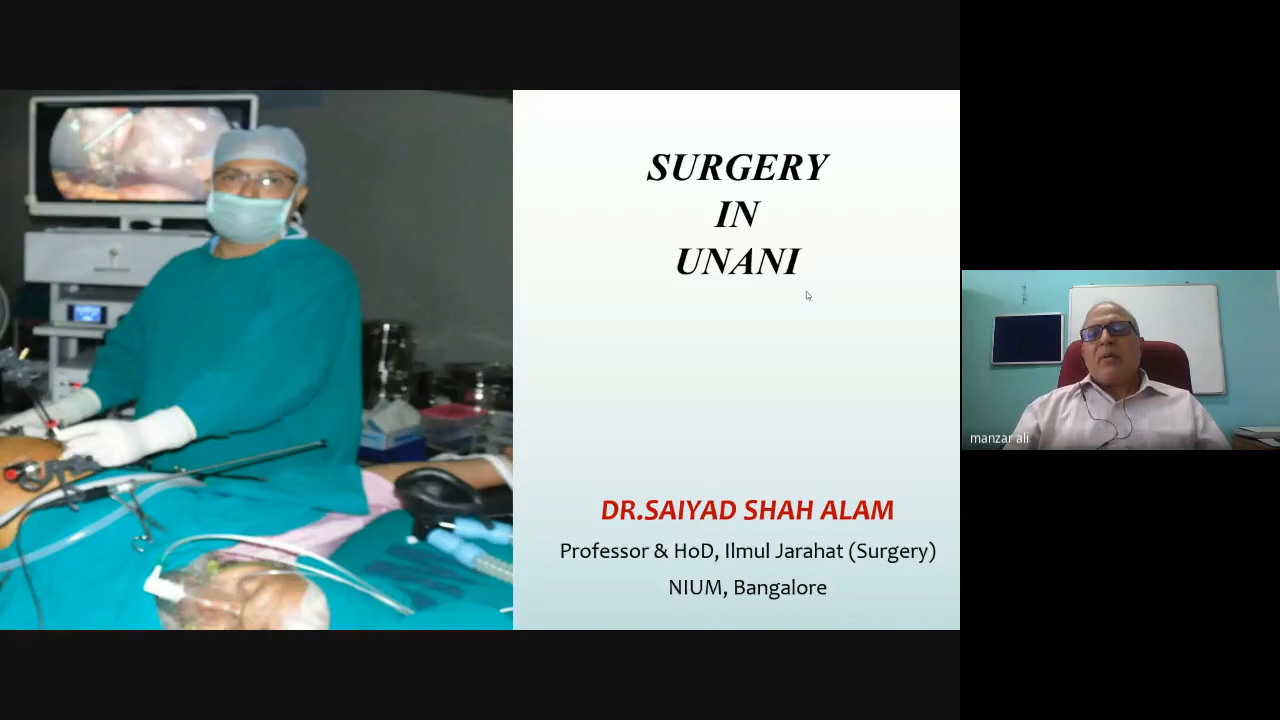 SURGERY
IN
UNANI
DR.SAIYAD SHAH ALAM
Professor & HoD, Ilmul Jarahat (Surgery)
NIUM, Bangalore
manzar ali